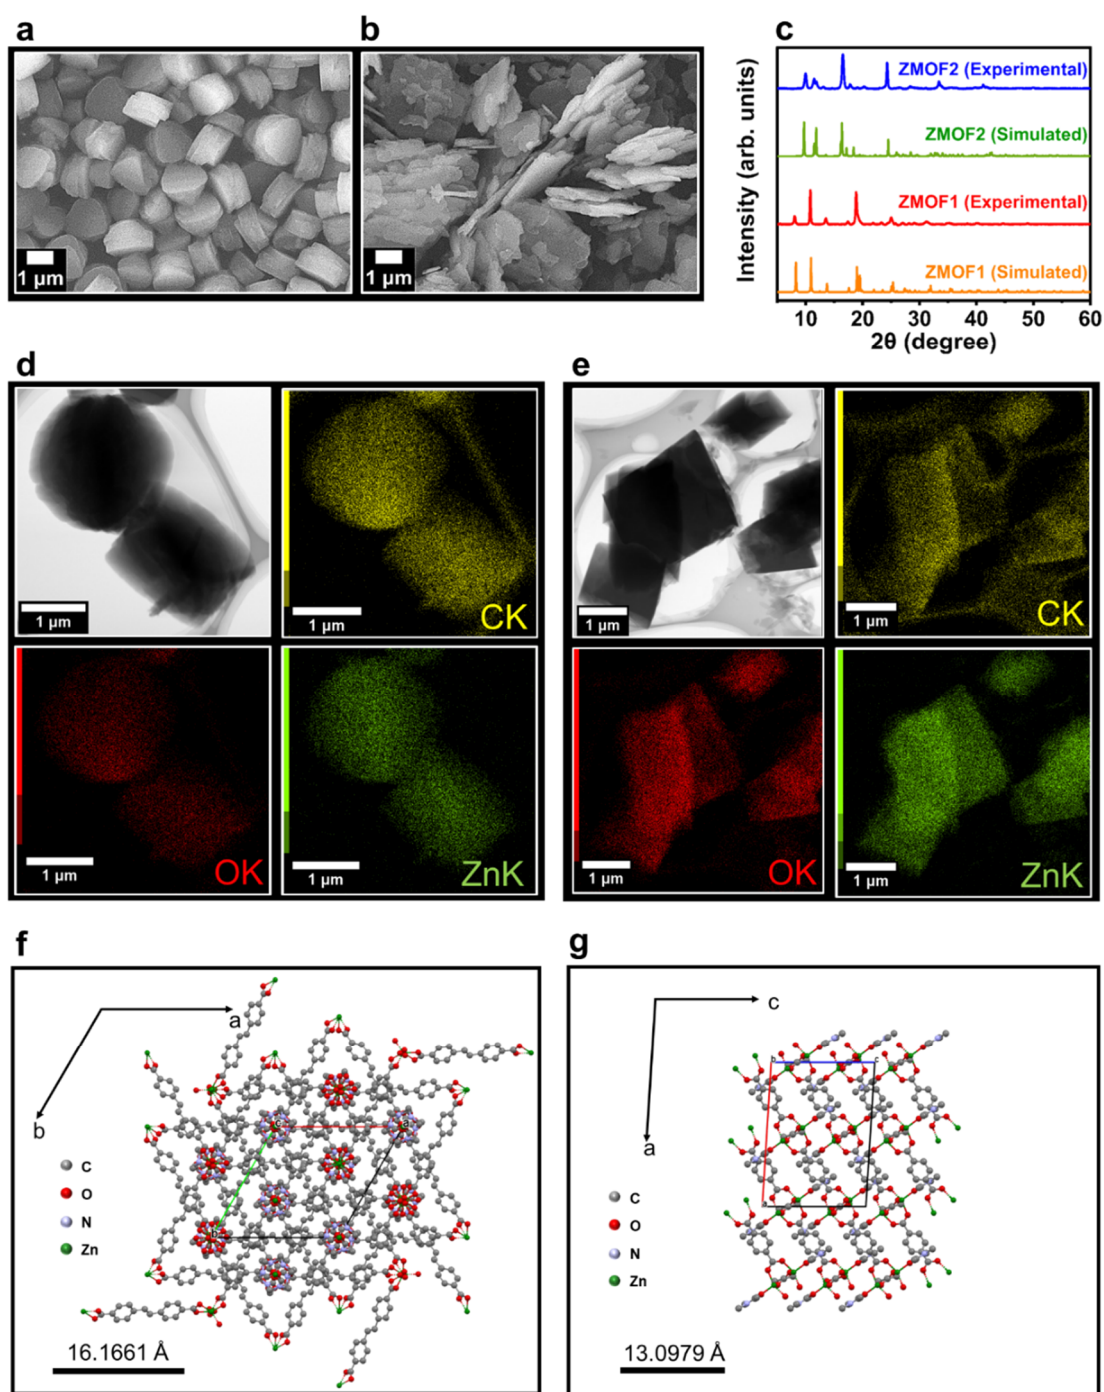 a
b
c
1 μm
1 μm
Intensity (arb. units)
ZMOF2 (Experimental)
ZMOF2 (Simulated)
ZMOF1 (Experimental)
ZMOF1 (Simulated)
10 20 30 40 50 60
2θ (degree)
d
e
1 μm
1 μm
CK
1 μm
1 μm
CK
1 μm
OK
1 μm
ZnK
1 μm
OK
1 μm
ZnK
f
g
a
b
C
O
N
Zn
c
a
b
16.1661 Å
c
a
b
c
C
O
N
Zn
13.0979 Å